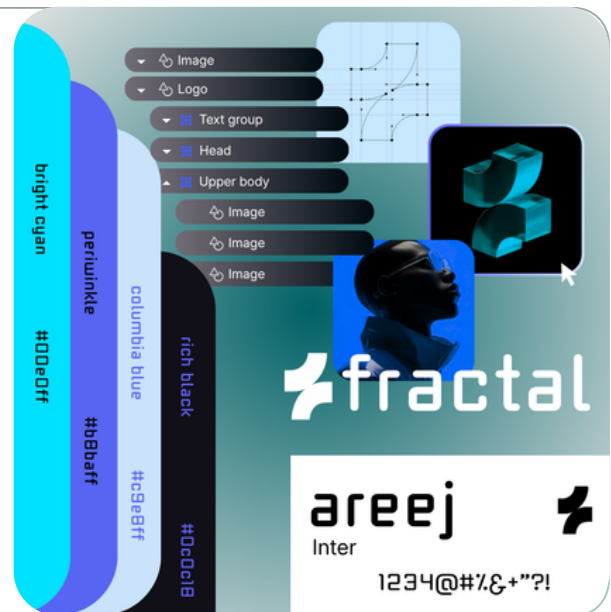 Image
Logo
Text group
Head
Upper body
Image
Image
Image
bright cyan #00e0ff
periwinkle #b8baff
columbia blue #c9e8ff
rich black #0c0c18
fractal
areej
Inter
1234@#%&+"?!